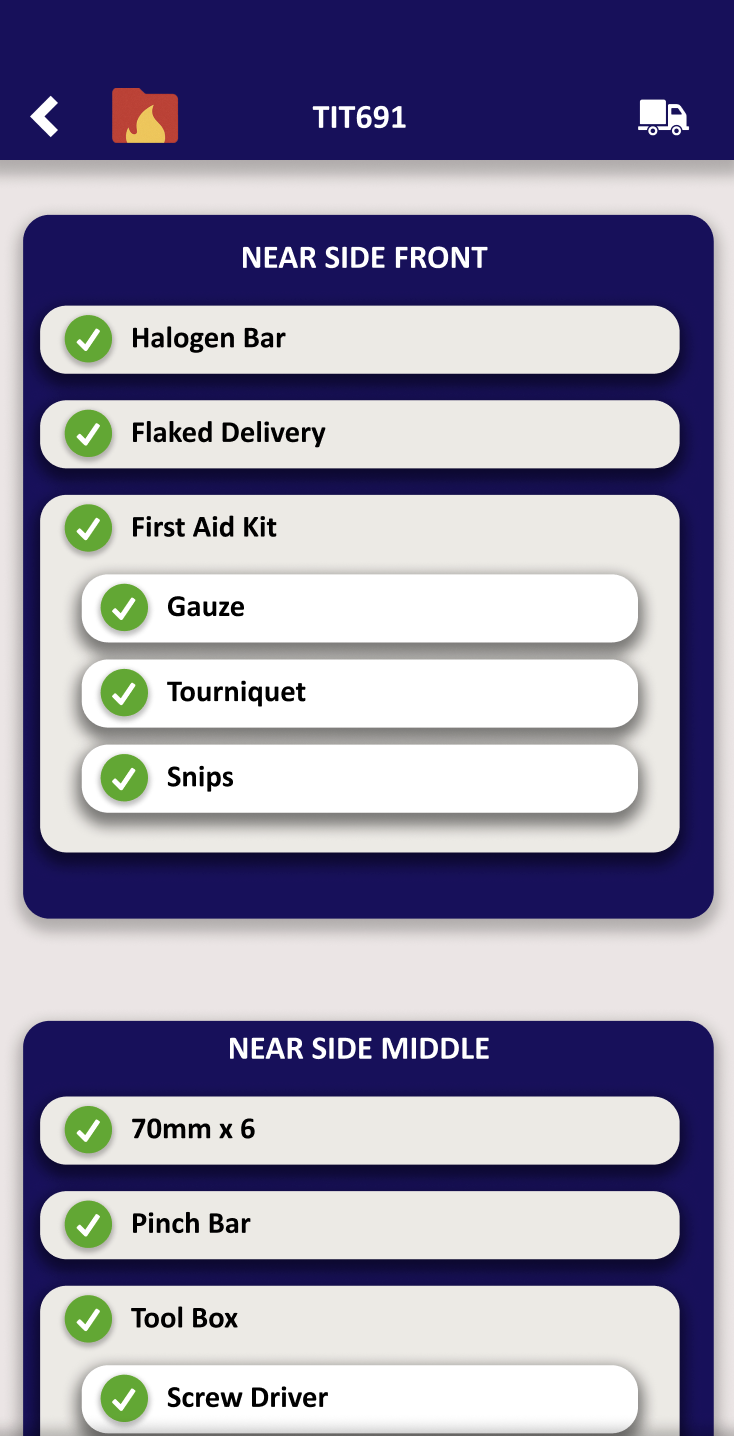 TIT691
NEAR SIDE FRONT
Halogen Bar
Flaked Delivery
First Aid Kit
Gauze
Tourniquet
Snips
NEAR SIDE MIDDLE
70mm x 6
Pinch Bar
Tool Box
Screw Driver